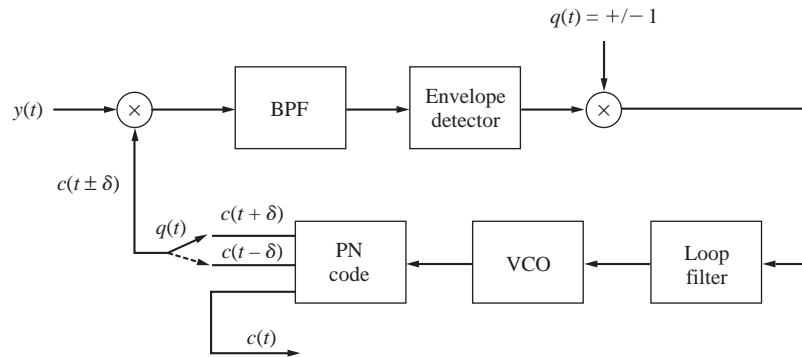 q(t) = +/− 1
y(t)
×
BPF
Envelope
detector
×
c(t ± δ)
q(t)
c(t + δ)
c(t − δ)
PN
code
VCO
Loop
filter
c(t)